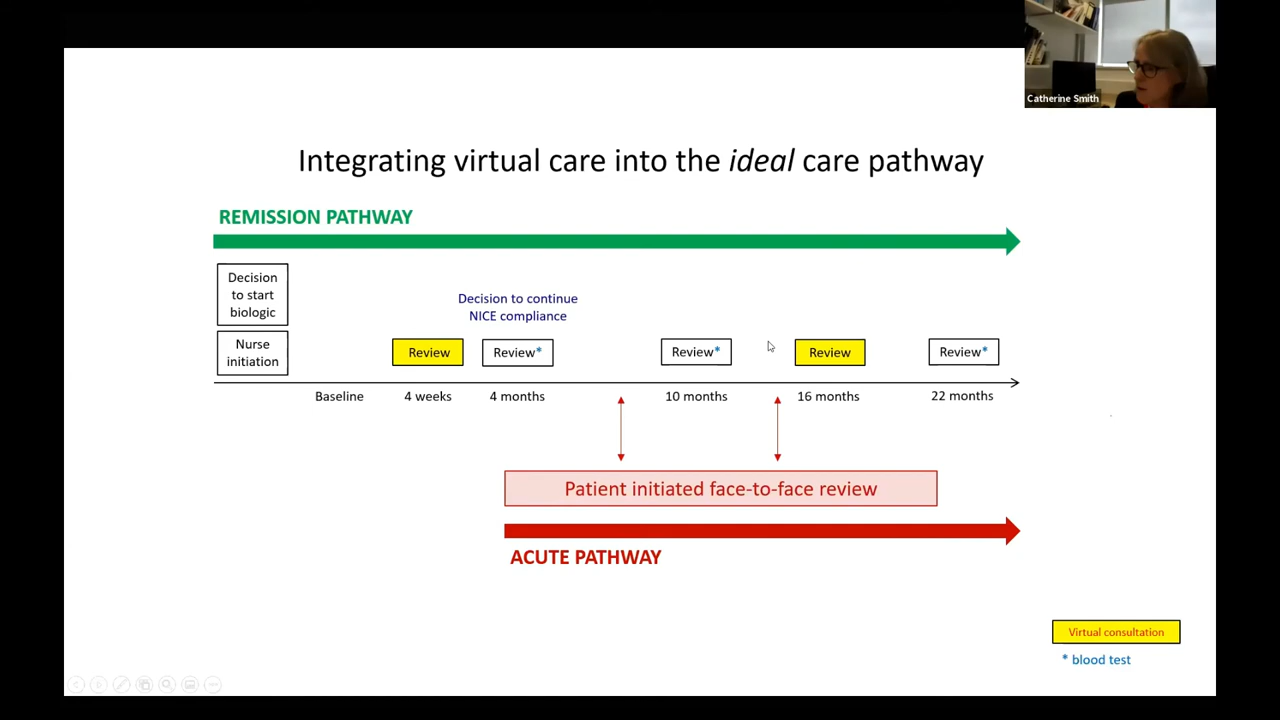 Catherine Smith
Integrating virtual care into the ideal care pathway
REMISSION PATHWAY
Decision
to start
biologic
Nurse
initiation
Decision to continue
NICE compliance
Review
Review*
Review*
Review
Review*
Baseline
4 weeks
4 months
10 months
16 months
22 months
Patient initiated face-to-face review
ACUTE PATHWAY
Virtual consultation
* blood test